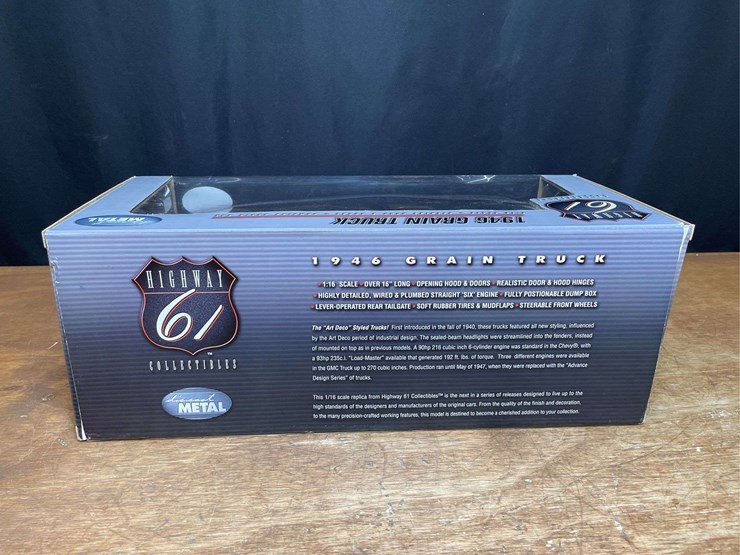 METAL
1946 GRAIN TRUCK
61
HIGHWAY
61
™
COLLECTIBLES
die-cast
METAL
1946 GRAIN TRUCK
• 1:16 SCALE • OVER 16" LONG • OPENING HOOD & DOORS • REALISTIC DOOR & HOOD HINGES
• HIGHLY DETAILED, WIRED & PLUMBED STRAIGHT 'SIX' ENGINE • FULLY POSTIONABLE DUMP BOX
• LEVER-OPERATED REAR TAILGATE • SOFT RUBBER TIRES & MUDFLAPS • STEERABLE FRONT WHEELS
The "Art Deco" Styled Trucks! First introduced in the fall of 1940, these trucks featured all new styling, influenced
by the Art Deco period of industrial design. The sealed-beam headlights were streamlined into the fenders, instead
of mounted on top as in previous models. A 90hp 216 cubic inch 6-cylinder engine was standard in the Chevy®, with
a 93hp 235c.i. "Load-Master" available that generated 192 ft. lbs. of torque. Three different engines were available
in the GMC Truck up to 270 cubic inches. Production ran until May of 1947, when they were replaced with the "Advance
Design Series" of trucks.
This 1/16 scale replica from Highway 61 Collectibles™ is the next in a series of releases designed to live up to the
high standards of the designers and manufacturers of the original cars. From the quality of the finish and decoration,
to the many precision-crafted working features, this model is destined to become a cherished addition to your collection.